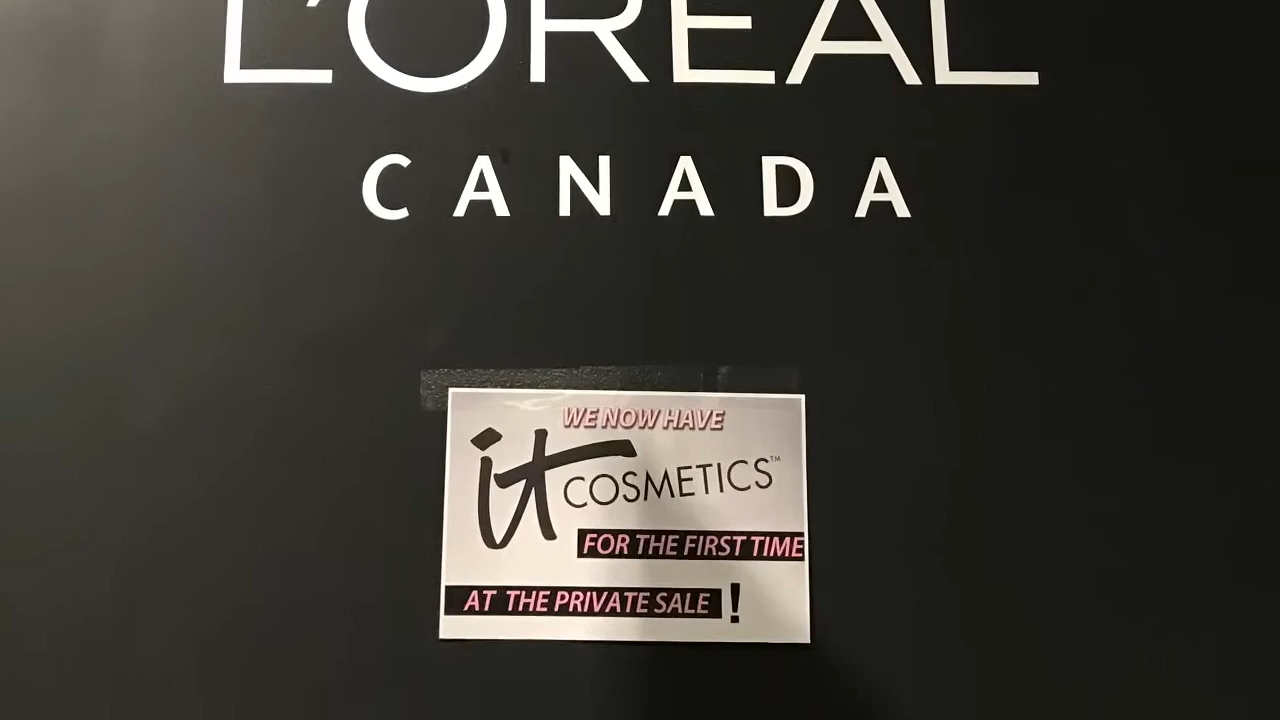 L'ORÉAL
CANADA
WE NOW HAVE
it COSMETICS™
FOR THE FIRST TIME
AT THE PRIVATE SALE !